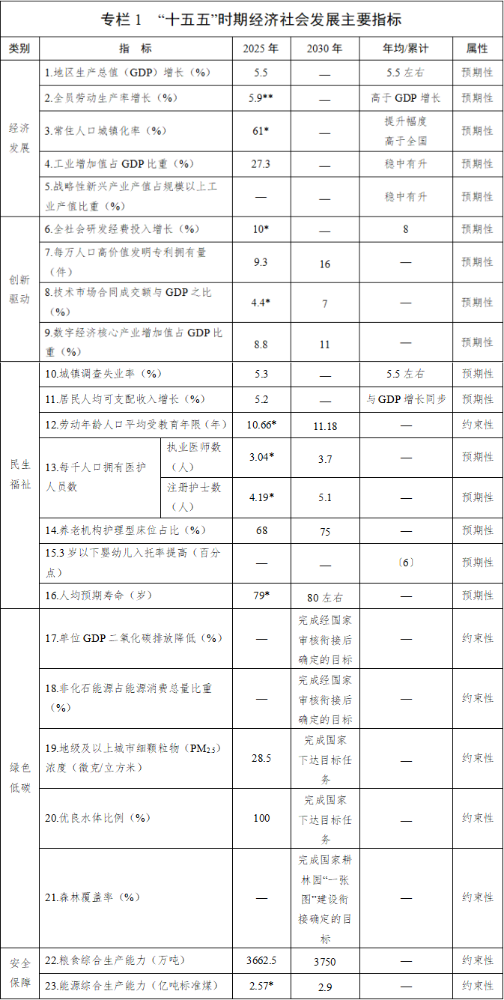 专栏 1　“十五五”时期经济社会发展主要指标
类别　指　标　2025 年　2030 年　年均/累计　属性
经济
发展
1.地区生产总值（GDP）增长（%）　5.5　—　5.5 左右　预期性
2.全员劳动生产率增长（%）　5.9**　—　高于 GDP 增长　预期性
3.常住人口城镇化率（%）　61*　—　提升幅度
高于全国　预期性
4.工业增加值占 GDP 比重（%）　27.3　—　稳中有升　预期性
5.战略性新兴产业产值占规模以上工
业产值比重（%）　—　—　稳中有升　预期性
创新
驱动
6.全社会研发经费投入增长（%）　10*　—　8　预期性
7.每万人口高价值发明专利拥有量
（件）　9.3　16　—　预期性
8.技术市场合同成交额与 GDP 之比
（%）　4.4*　7　—　预期性
9.数字经济核心产业增加值占 GDP 比
重（%）　8.8　11　—　预期性
民生
福祉
10.城镇调查失业率（%）　5.3　—　5.5 左右　预期性
11.居民人均可支配收入增长（%）　5.2　—　与 GDP 增长同步　预期性
12.劳动年龄人口平均受教育年限（年）　10.66*　11.18　—　约束性
13.每千人口拥有医护
人员数
执业医师数
（人）　3.04*　3.7　—　预期性
注册护士数
（人）　4.19*　5.1　—　预期性
14.养老机构护理型床位占比（%）　68　75　—　预期性
15.3 岁以下婴幼儿入托率提高（百分
点）　—　—　〔6〕　预期性
16.人均预期寿命（岁）　79*　80 左右　—　预期性
绿色
低碳
17.单位 GDP 二氧化碳排放降低（%）　—　完成经国家
审核衔接后
确定的目标　—　约束性
18.非化石能源占能源消费总量比重
（%）　—　完成经国家
审核衔接后
确定的目标　—　约束性
19.地级及以上城市细颗粒物（PM2.5）
浓度（微克/立方米）　28.5　完成国家
下达目标任
务　—　约束性
20.优良水体比例（%）　100　完成国家
下达目标任
务　—　约束性
21.森林覆盖率（%）　—　完成国家耕
林园“一张
图”建设衔
接确定的目
标　—　约束性
安全
保障
22.粮食综合生产能力（万吨）　3662.5　3750　—　约束性
23.能源综合生产能力（亿吨标准煤）　2.57*　2.9　—　约束性